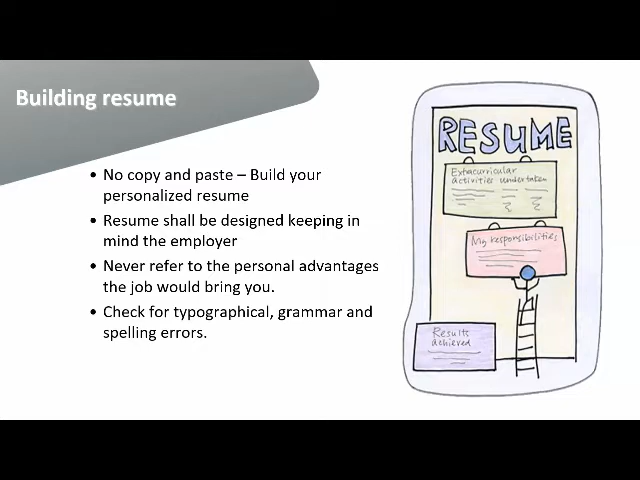 Building resume
• No copy and paste – Build your
personalized resume
• Resume shall be designed keeping in
mind the employer
• Never refer to the personal advantages
the job would bring you.
• Check for typographical, grammar and
spelling errors.
RESUME
Extracurricular
activities undertaken
My responsibilities
Results
achieved